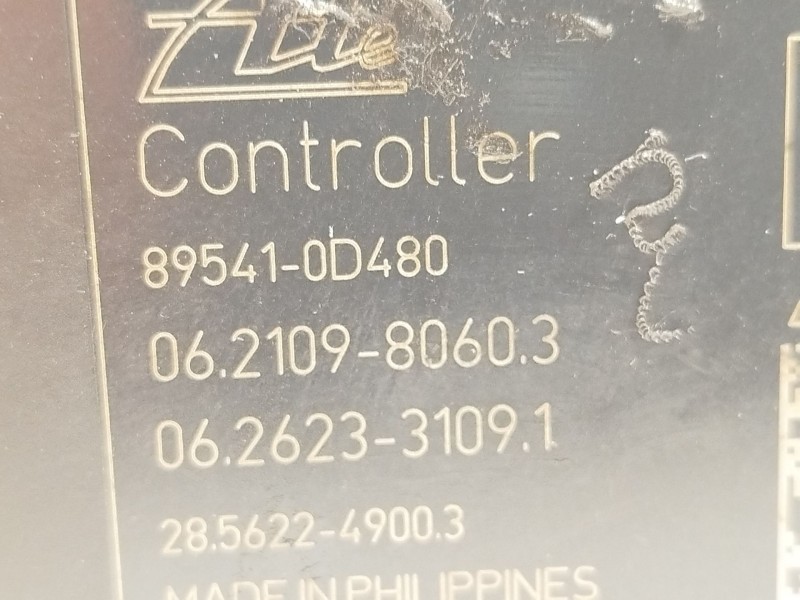 Ate
Controller
89541-0D480
06.2109-8060.3
06.2623-3109.1
28.5622-4900.3
MADE IN PHILIPPINES